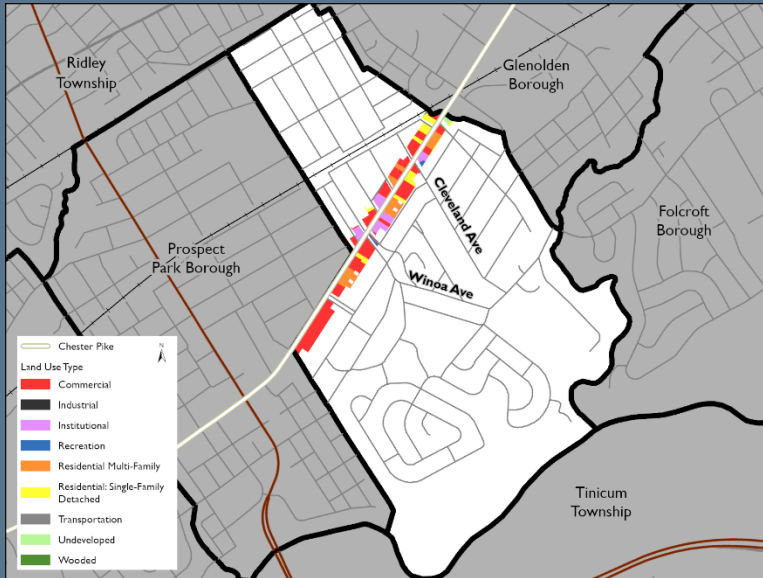 Ridley
Township
Glenolden
Borough
Cleveland Ave
Folcroft
Borough
Prospect
Park Borough
Winoa Ave
Tinicum
Township
Chester Pike
N
Land Use Type
Commercial
Industrial
Institutional
Recreation
Residential Multi-Family
Residential: Single-Family
Detached
Transportation
Undeveloped
Wooded